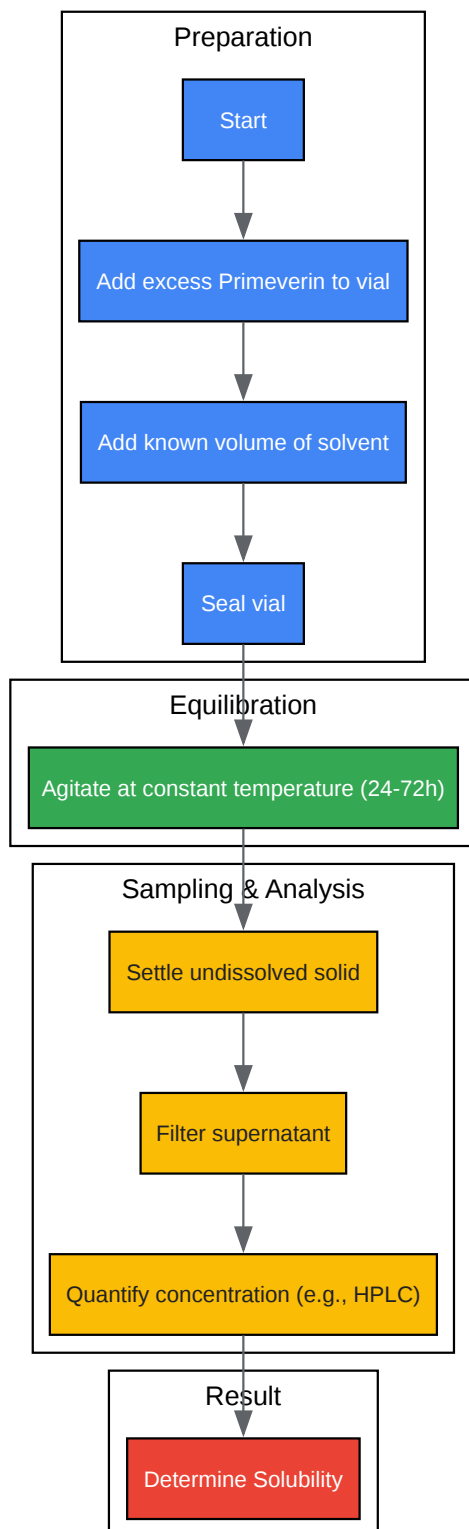 Preparation
Start
Add excess Primeverin to vial
Add known volume of solvent
Seal vial
Equilibration
Agitate at constant temperature (24-72h)
Sampling & Analysis
Settle undissolved solid
Filter supernatant
Quantify concentration (e.g., HPLC)
Result
Determine Solubility